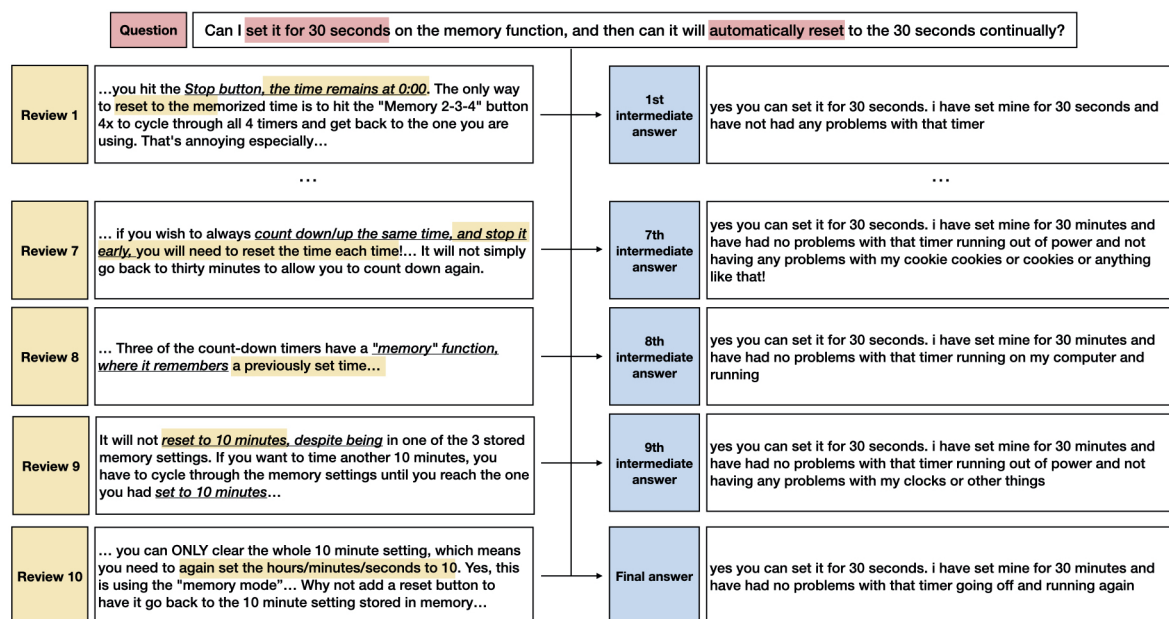 Question
Can I set it for 30 seconds on the memory function, and then can it will automatically reset to the 30 seconds continually?
Review 1
…you hit the Stop button, the time remains at 0:00. The only way
to reset to the memorized time is to hit the "Memory 2-3-4" button
4x to cycle through all 4 timers and get back to the one you are
using. That's annoying especially…
1st
intermediate
answer
yes you can set it for 30 seconds. i have set mine for 30 seconds and
have not had any problems with that timer
…
…
Review 7
… if you wish to always count down/up the same time, and stop it
early, you will need to reset the time each time!… It will not simply
go back to thirty minutes to allow you to count down again.
7th
intermediate
answer
yes you can set it for 30 seconds. i have set mine for 30 minutes and
have had no problems with that timer running out of power and not
having any problems with my cookie cookies or cookies or anything
like that!
Review 8
… Three of the count-down timers have a "memory" function,
where it remembers a previously set time…
8th
intermediate
answer
yes you can set it for 30 seconds. i have set mine for 30 minutes and
have had no problems with that timer running on my computer and
running
Review 9
It will not reset to 10 minutes, despite being in one of the 3 stored
memory settings. If you want to time another 10 minutes, you
have to cycle through the memory settings until you reach the one
you had set to 10 minutes…
9th
intermediate
answer
yes you can set it for 30 seconds. i have set mine for 30 minutes and
have had no problems with that timer running out of power and not
having any problems with my clocks or other things
Review 10
… you can ONLY clear the whole 10 minute setting, which means
you need to again set the hours/minutes/seconds to 10. Yes, this
is using the "memory mode"… Why not add a reset button to
have it go back to the 10 minute setting stored in memory…
Final answer
yes you can set it for 30 seconds. i have set mine for 30 minutes and
have had no problems with that timer going off and running again